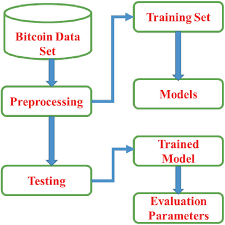 Bitcoin Data
Set
Training Set
Preprocessing
Models
Testing
Trained
Model
Evaluation
Parameters